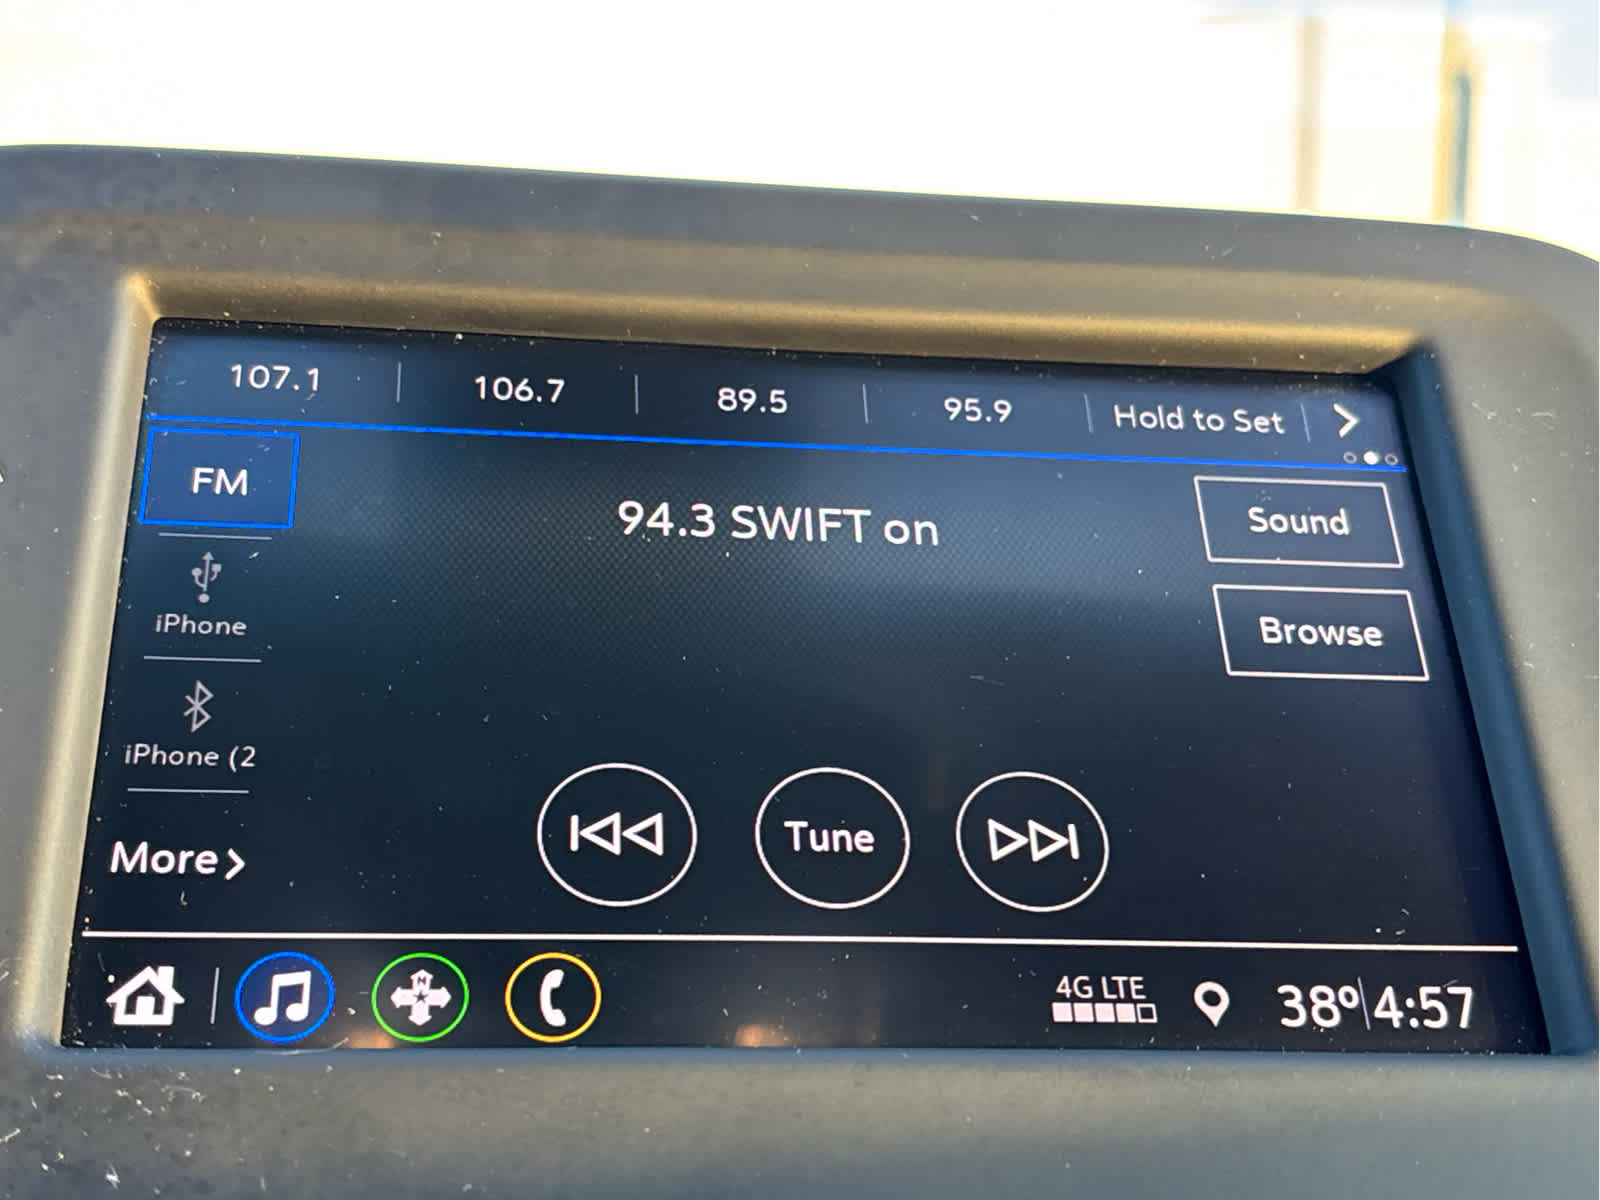 107.1 106.7 89.5 95.9 Hold to Set
FM
94.3 SWIFT on
Sound
iPhone
Browse
iPhone (2
Tune
More
N
4G LTE
38° 4:57